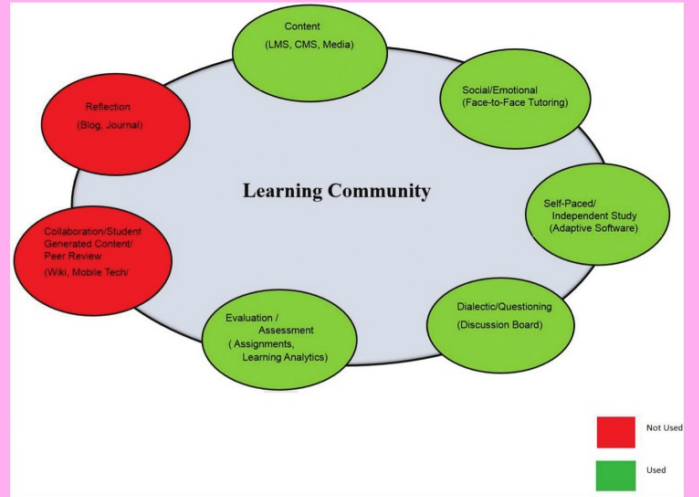 Content
(LMS, CMS, Media)
Social/Emotional
(Face-to-Face Tutoring)
Reflection
(Blog, Journal)
Learning Community
Self-Paced/
Independent Study
(Adaptive Software)
Collaboration/Student
Generated Content/
Peer Review
(Wiki, Mobile Tech/
Dialectic/Questioning
(Discussion Board)
Evaluation /
Assessment
( Assignments,
Learning Analytics)
Not Used
Used